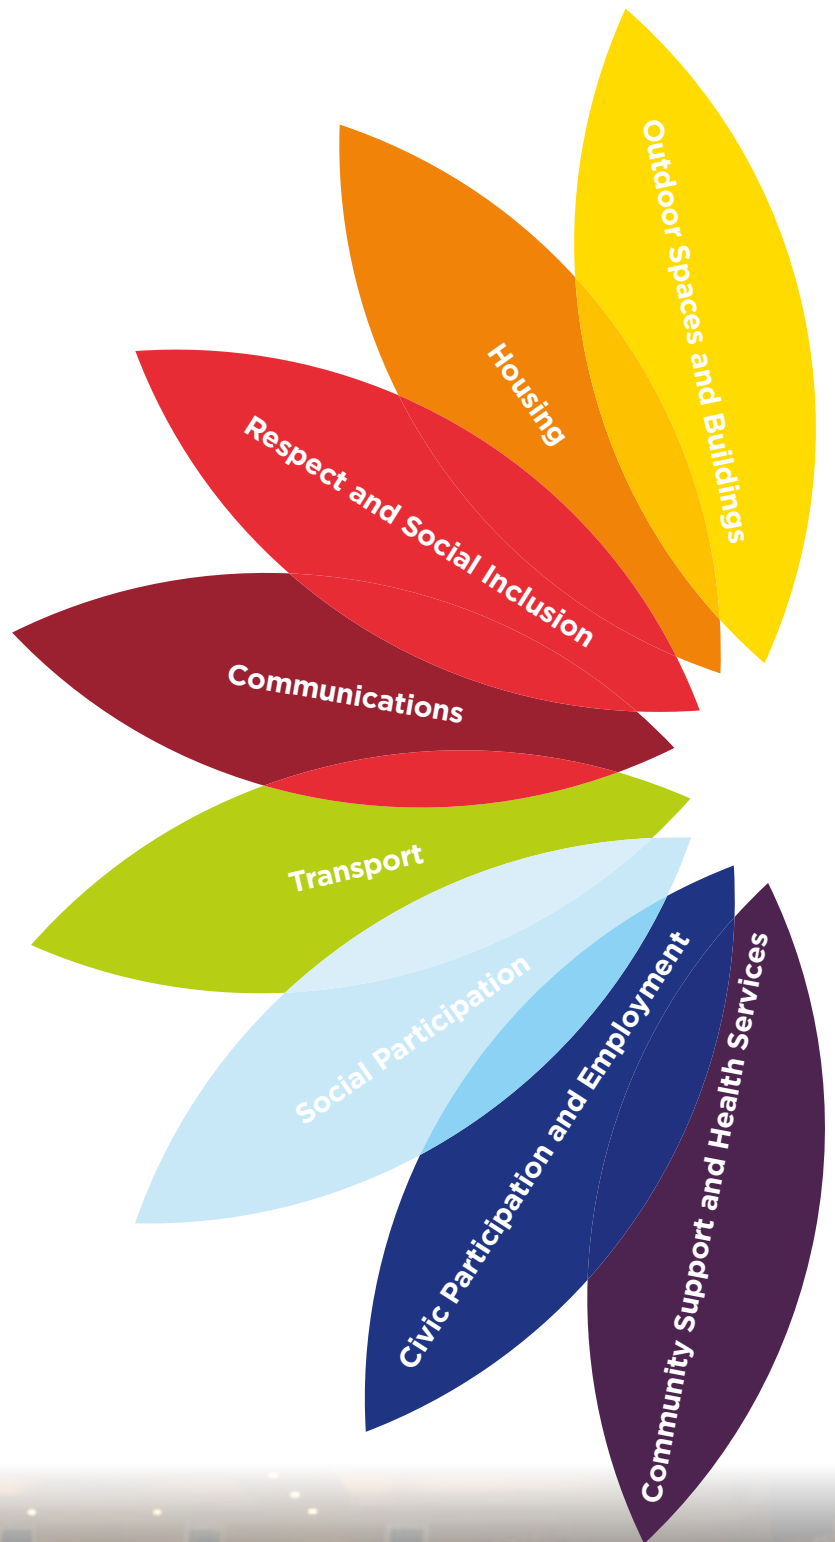 Outdoor Spaces and Buildings
Housing
Respect and Social Inclusion
Communications
Transport
Social Participation
Civic Participation and Employment
Community Support and Health Services